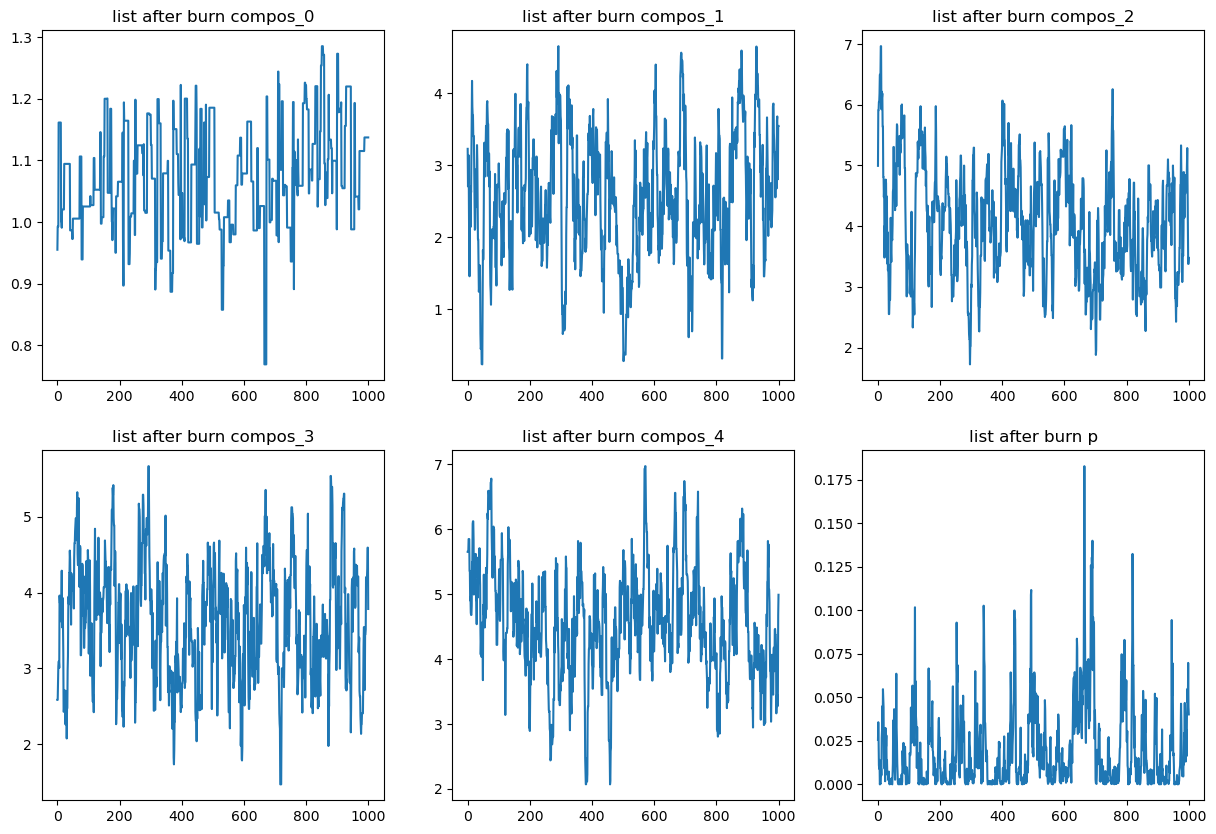 list after burn compos_0
1.3
1.2
1.1
1.0
0.9
0.8
0 200 400 600 800 1000
list after burn compos_1
4
3
2
1
0 200 400 600 800 1000
list after burn compos_2
7
6
5
4
3
2
0 200 400 600 800 1000
list after burn compos_3
5
4
3
2
0 200 400 600 800 1000
list after burn compos_4
7
6
5
4
3
2
0 200 400 600 800 1000
list after burn p
0.175
0.150
0.125
0.100
0.075
0.050
0.025
0.000
0 200 400 600 800 1000